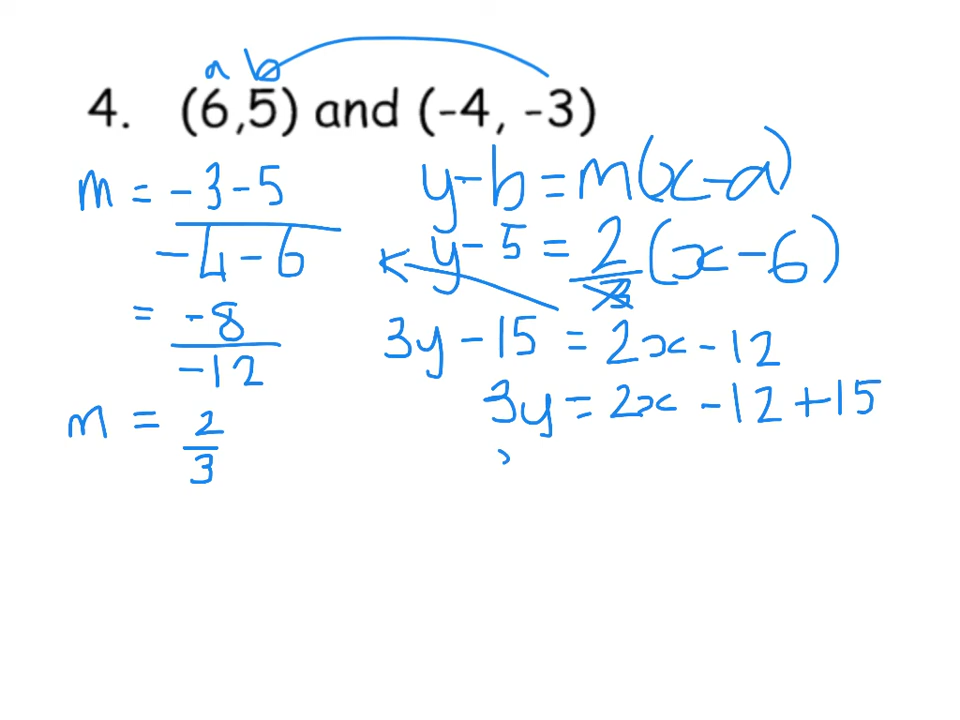 a b
4. (6,5) and (-4, -3)
m = -3-5
-4-6
= -8
-12
m = 2
3
y-b = m(x-a)
y-5 = 2/3 (x-6)
3y-15 = 2x-12
3y = 2x-12+15